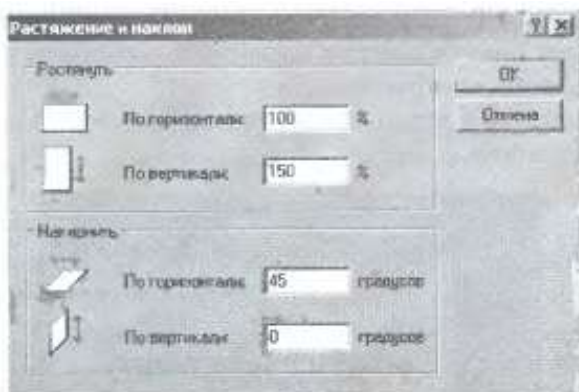 Растяжение и наклон
Растянуть
По горизонтали: 100 %
По вертикали: 150 %
ОК
Отмена
Наклонить
По горизонтали: 45 градусов
По вертикали: 0 градусов